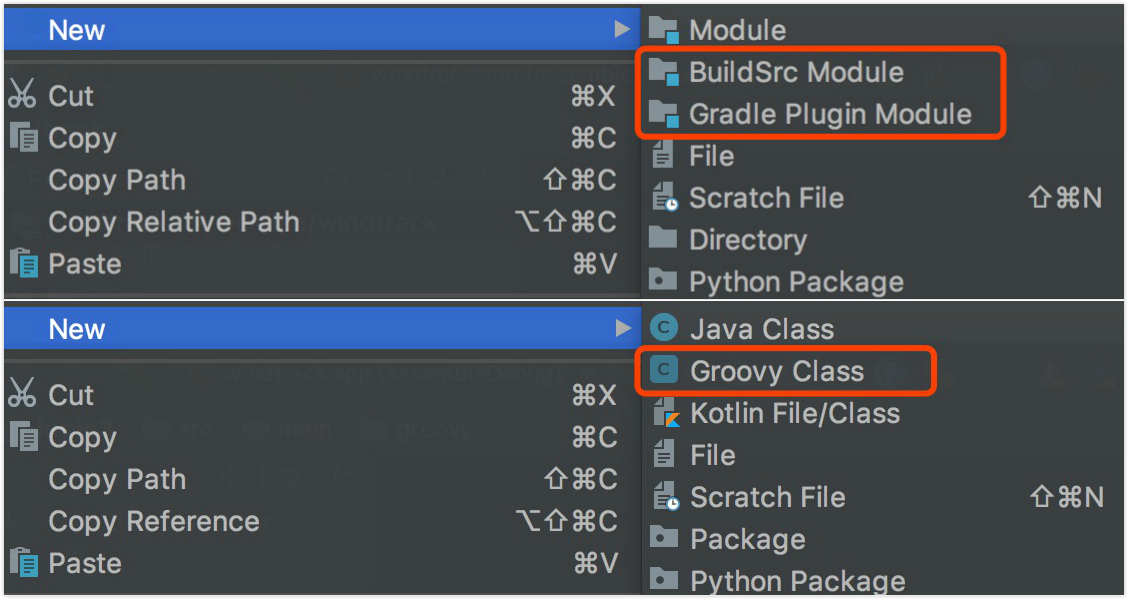 New
Cut ⌘X
Copy ⌘C
Copy Path ⇧⌘C
Copy Relative Path ⌥⇧⌘C
Paste ⌘V
Module
BuildSrc Module
Gradle Plugin Module
File
Scratch File ⇧⌘N
Directory
Python Package
New
Cut ⌘X
Copy ⌘C
Copy Path ⇧⌘C
Copy Reference ⌥⇧⌘C
Paste ⌘V
Java Class
Groovy Class
Kotlin File/Class
File
Scratch File ⇧⌘N
Package
Python Package